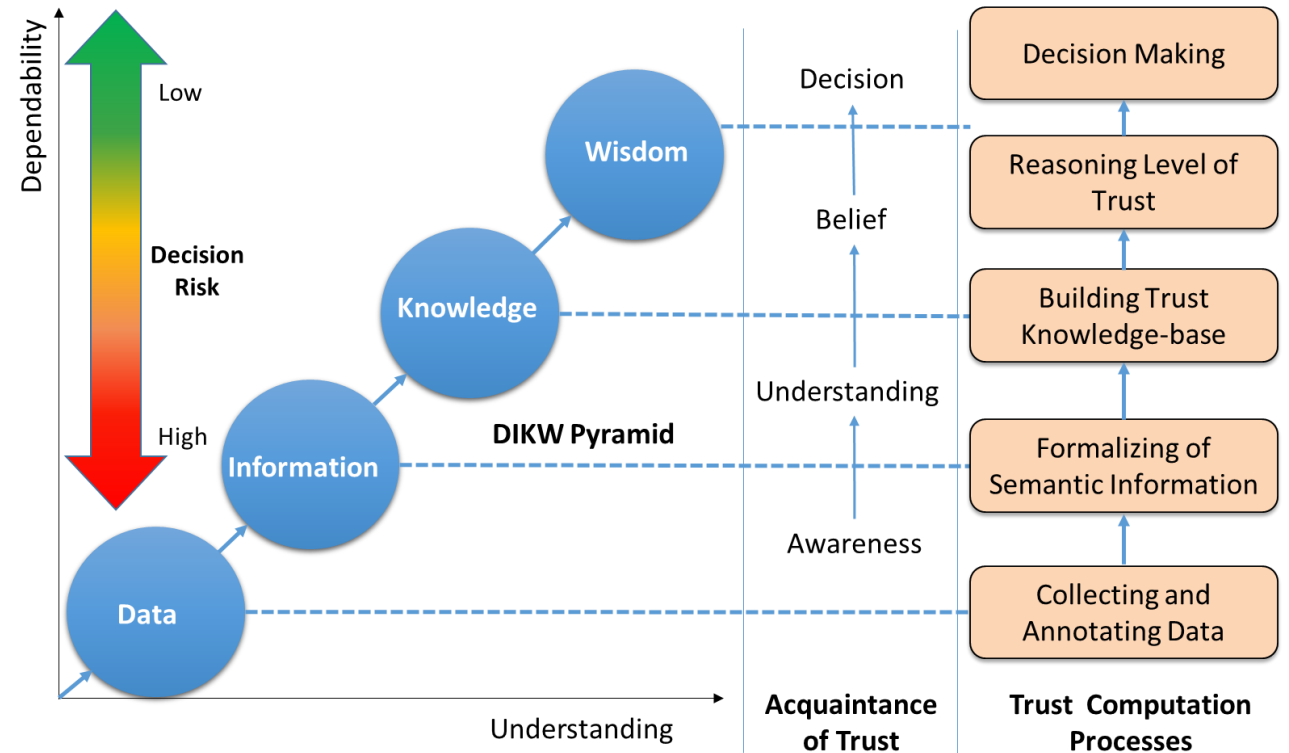 Dependability
Low
Decision
Risk
High
Wisdom
Knowledge
Information
Data
DIKW Pyramid
Understanding
Decision
Belief
Understanding
Awareness
Acquaintance
of Trust
Decision Making
Reasoning Level of
Trust
Building Trust
Knowledge-base
Formalizing of
Semantic Information
Collecting and
Annotating Data
Trust Computation
Processes